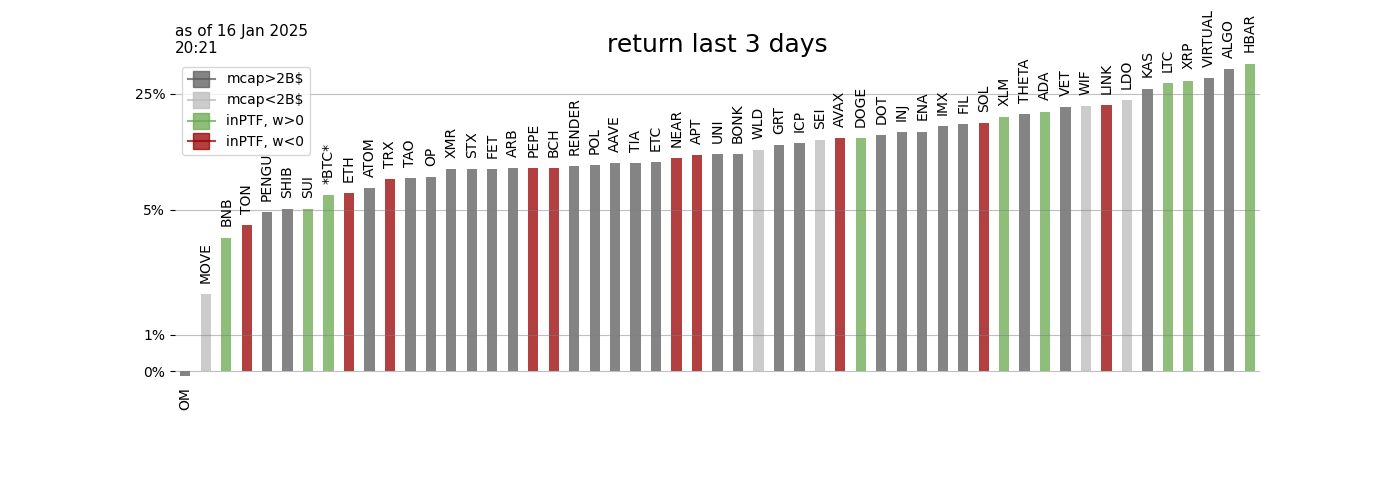 as of 16 Jan 2025
20:21
return last 3 days
mcap>2B$
mcap<2B$
inPTF, w>0
inPTF, w<0
25%
5%
1%
0%
OM
MOVE
BNB
TON
PENGU
SHIB
SUI
*BTC*
ETH
ATOM
TRX
TAO
OP
XMR
STX
FET
ARB
PEPE
BCH
RENDER
POL
AAVE
TIA
ETC
NEAR
APT
UNI
BONK
WLD
GRT
ICP
SEI
AVAX
DOGE
DOT
INJ
ENA
IMX
FIL
SOL
XLM
THETA
ADA
VET
WIF
LINK
LDO
KAS
LTC
XRP
VIRTUAL
ALGO
HBAR